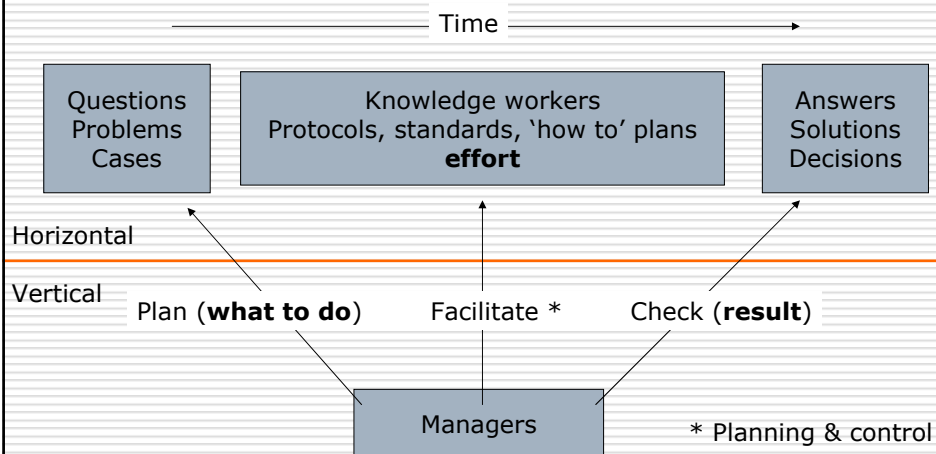 Time
Questions
Problems
Cases
Knowledge workers
Protocols, standards, ‘how to’ plans
effort
Answers
Solutions
Decisions
Horizontal
Vertical
Plan (what to do)
Facilitate *
Check (result)
Managers
* Planning & control